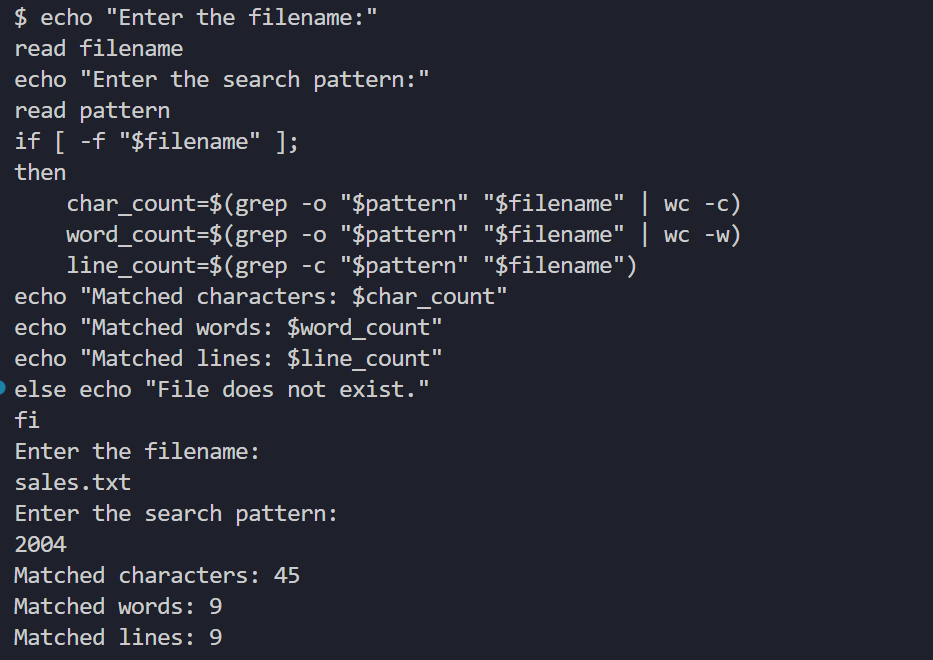 $ echo "Enter the filename:"
read filename
echo "Enter the search pattern:"
read pattern
if [ -f "$filename" ];
then
    char_count=$(grep -o "$pattern" "$filename" | wc -c)
    word_count=$(grep -o "$pattern" "$filename" | wc -w)
    line_count=$(grep -c "$pattern" "$filename")
echo "Matched characters: $char_count"
echo "Matched words: $word_count"
echo "Matched lines: $line_count"
else echo "File does not exist."
fi
Enter the filename:
sales.txt
Enter the search pattern:
2004
Matched characters: 45
Matched words: 9
Matched lines: 9